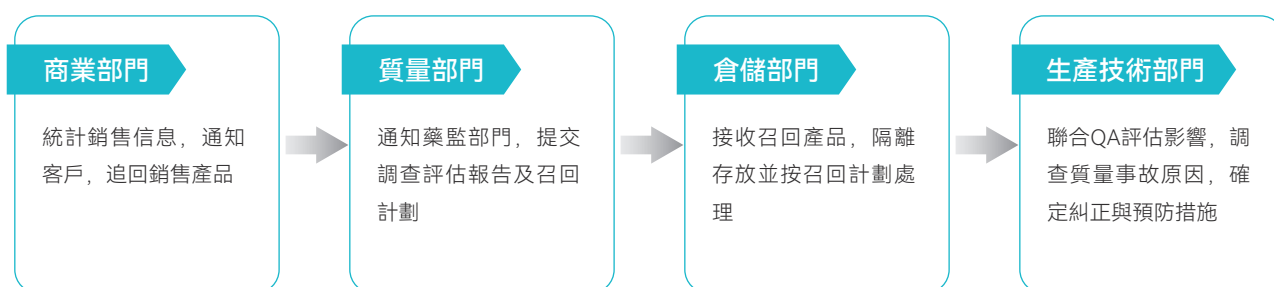 商業部門
統計銷售信息，通知
客戶，追回銷售產品
質量部門
通知藥監部門，提交
調查評估報告及召回
計劃
倉儲部門
接收召回產品，隔離
存放並按召回計劃處
理
生產技術部門
聯合QA評估影響，調
查質量事故原因，確
定糾正與預防措施